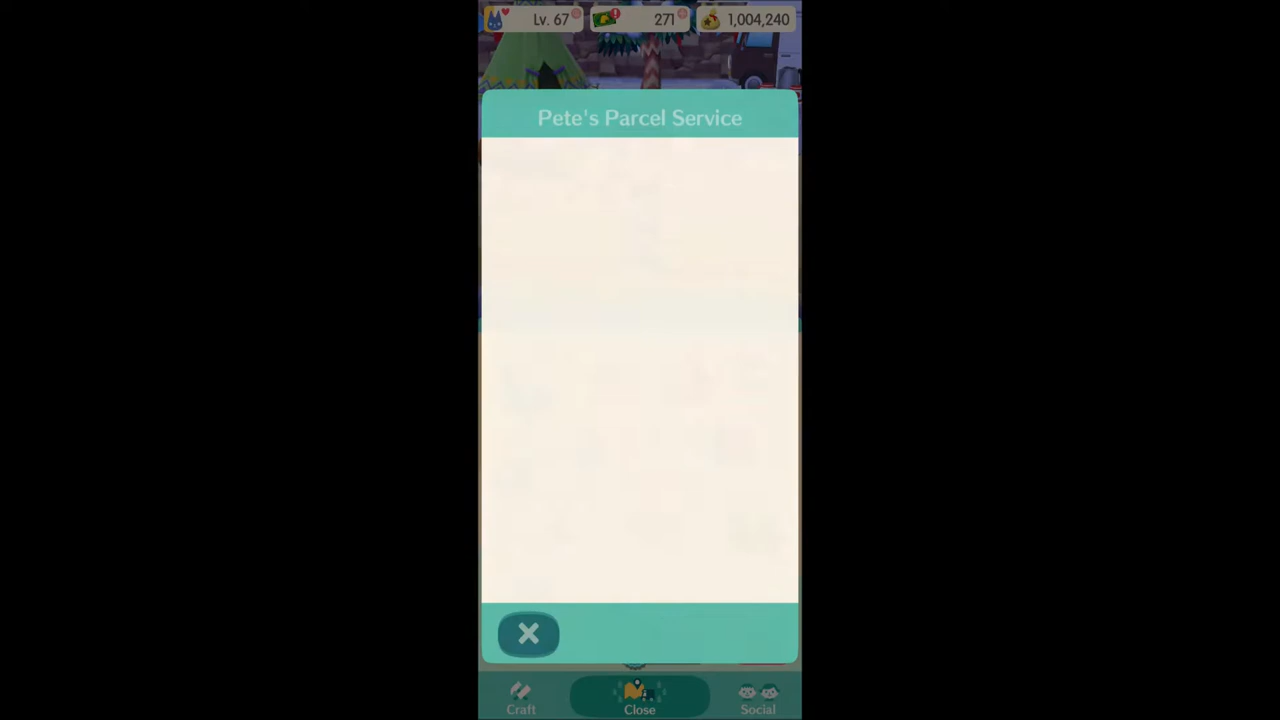 Lv. 67
271
1,004,240
Pete's Parcel Service
Craft
Close
Social